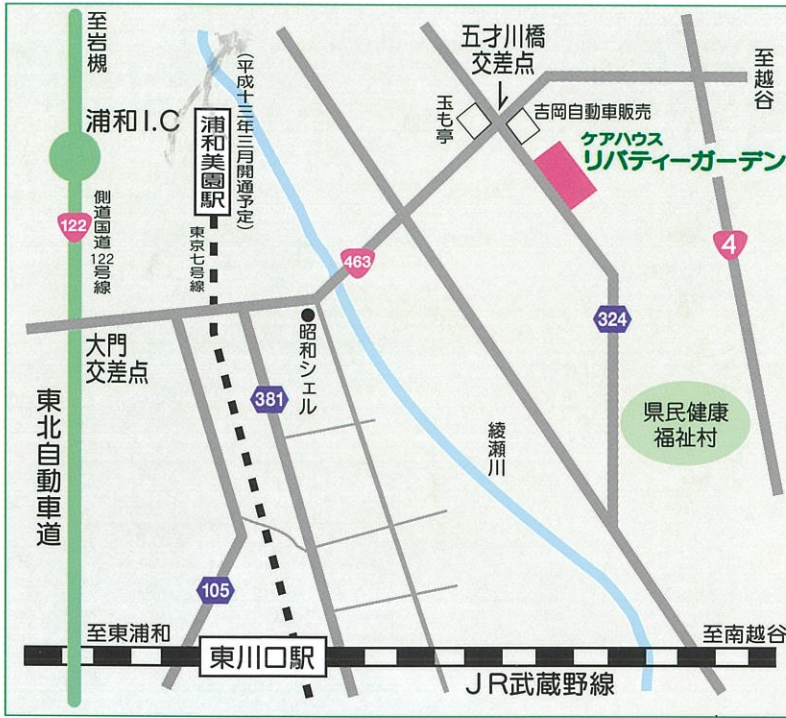 至岩槻
浦和I.C
122
側道国道122号線
(平成十三年三月開通予定)
浦和美園駅
東京七号線
五才川橋
交差点
玉も亭
吉岡自動車販売
ケアハウス
リバティーガーデン
至越谷
463
4
324
大門
交差点
昭和シェル
381
綾瀬川
県民健康
福祉村
東北自動車道
105
至東浦和
東川口駅
至南越谷
JR武蔵野線